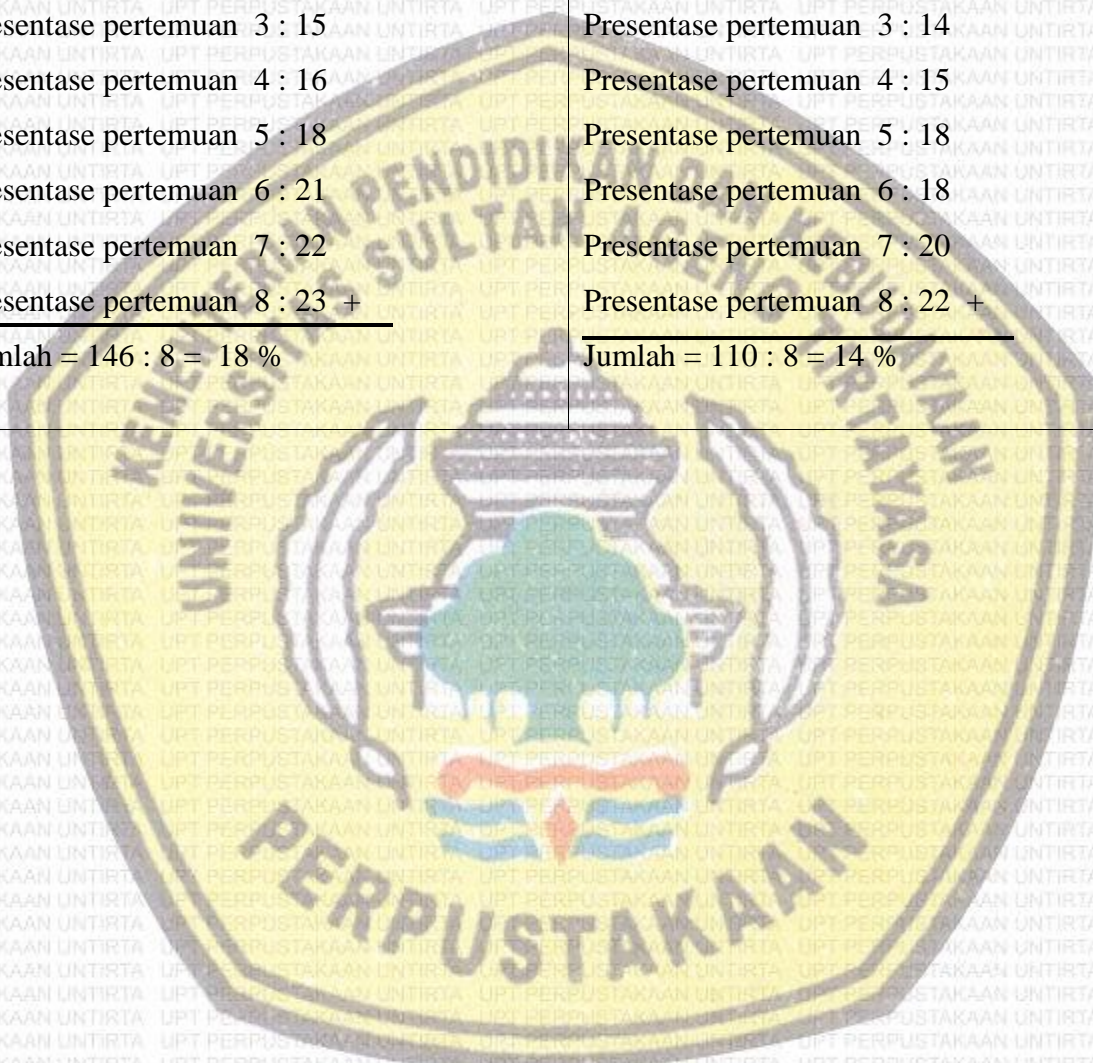 esentase pertemuan 3 : 15
esentase pertemuan 4 : 16
esentase pertemuan 5 : 18
esentase pertemuan 6 : 21
esentase pertemuan 7 : 22
esentase pertemuan 8 : 23 +
mlah = 146 : 8 = 18 %
Presentase pertemuan 3 : 14
Presentase pertemuan 4 : 15
Presentase pertemuan 5 : 18
Presentase pertemuan 6 : 18
Presentase pertemuan 7 : 20
Presentase pertemuan 8 : 22 +
Jumlah = 110 : 8 = 14 %
KEMENTERIAN PENDIDIKAN DAN KEBUDAYAAN
UNIVERSITAS SULTAN AGENG TIRTAYASA
PERPUSTAKAAN
UPT PERPUSTAKAAN UNTIRTA